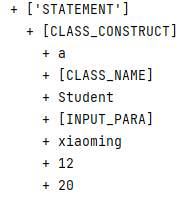 + ['STATEMENT']
+ [CLASS_CONSTRUCT]
+ a
+ [CLASS_NAME]
+ Student
+ [INPUT_PARA]
+ xiaoming
+ 12
+ 20